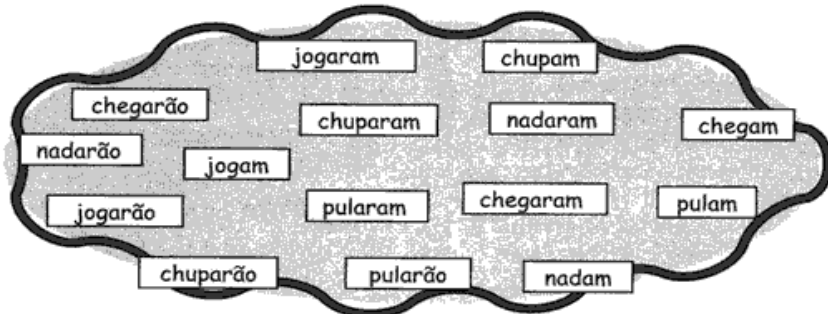 jogaram
chupam
chegarão
chuparam
nadaram
chegam
nadarão
jogam
jogarão
pularam
chegaram
pulam
chuparão
pularão
nadam